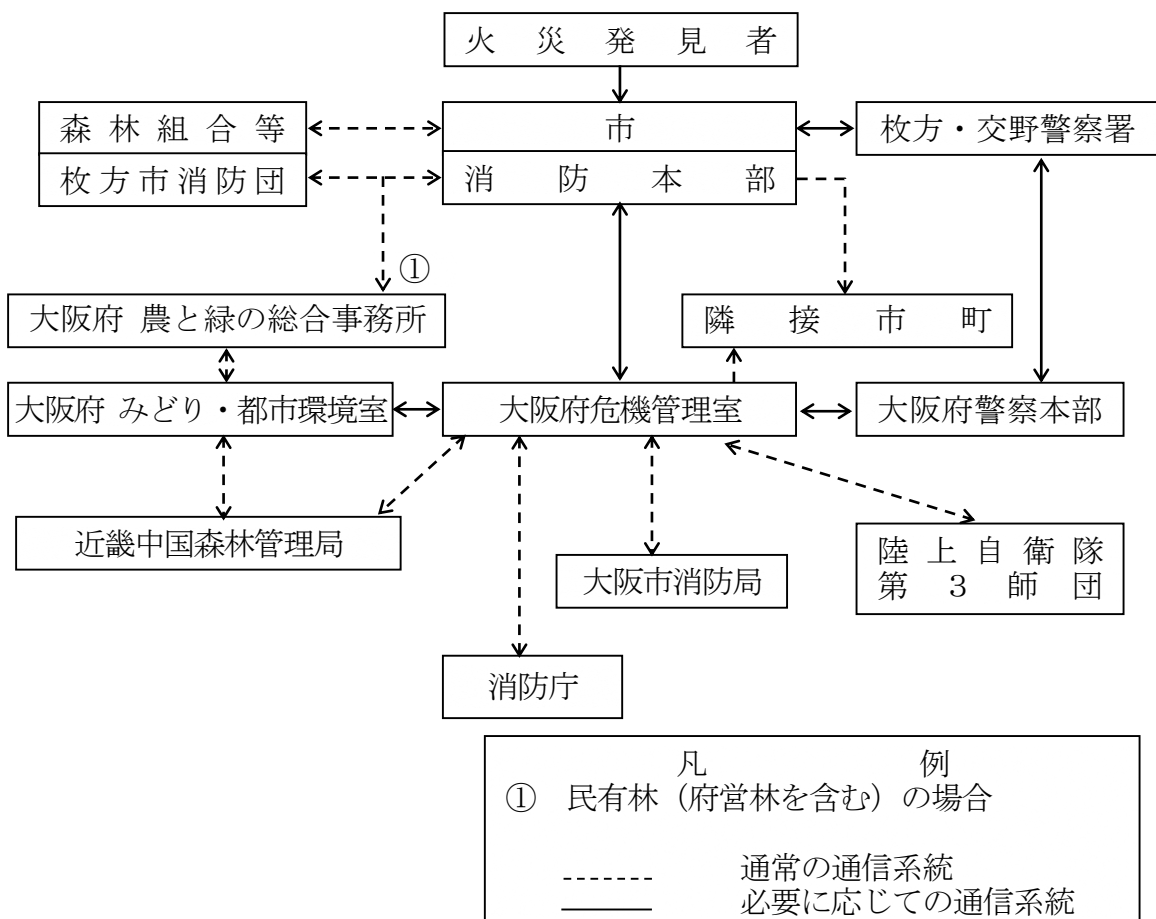 火災発見者
森林組合等
市
枚方・交野警察署
枚方市消防団
消防本部
①
大阪府 農と緑の総合事務所
隣接市町
大阪府 みどり・都市環境室
大阪府危機管理室
大阪府警察本部
近畿中国森林管理局
大阪市消防局
陸上自衛隊
第3師団
消防庁
凡例
① 民有林(府営林を含む)の場合
通常の通信系統
必要に応じての通信系統